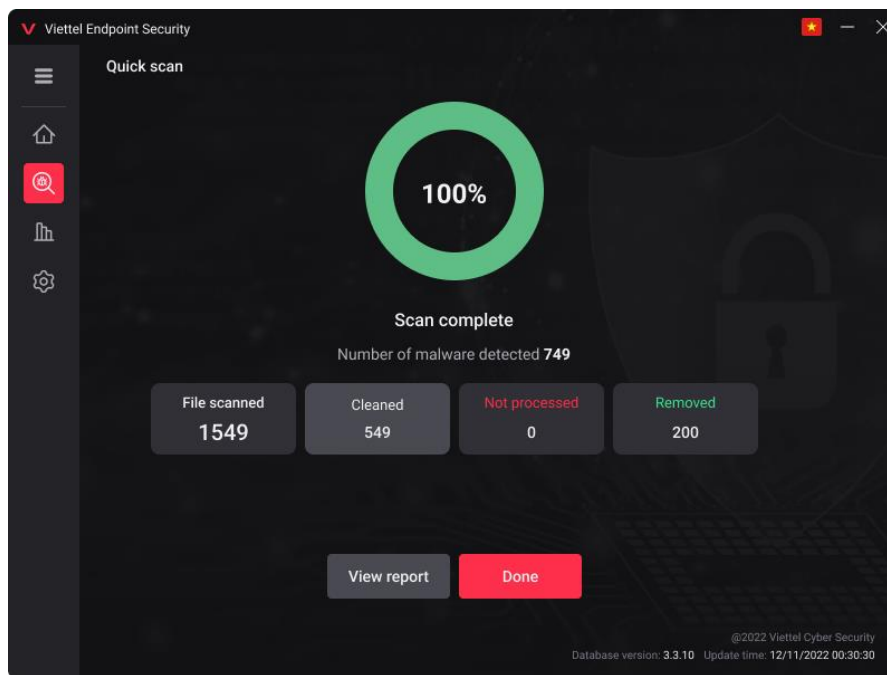 Viettel Endpoint Security
Quick scan
100%
Scan complete
Number of malware detected 749
File scanned
1549
Cleaned
549
Not processed
0
Removed
200
View report
Done
@2022 Viettel Cyber Security
Database version: 3.3.10 Update time: 12/11/2022 00:30:30